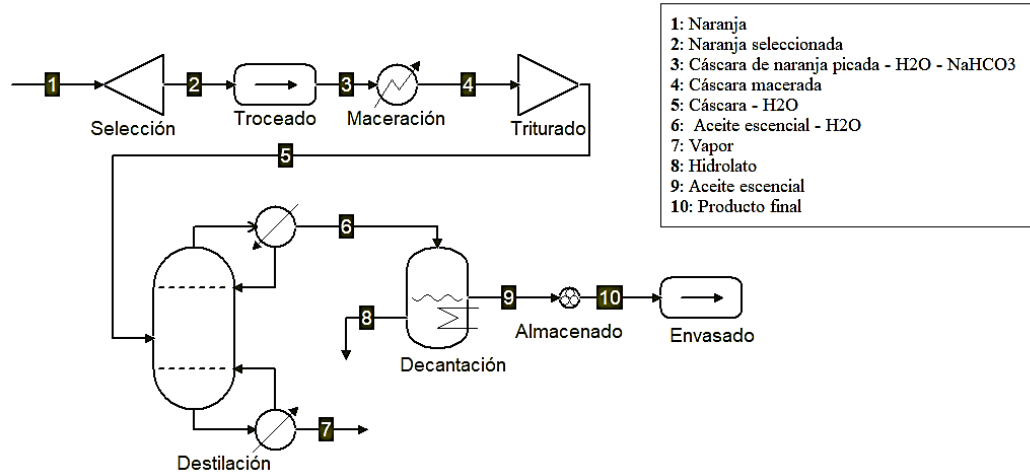 1
2
3
4
Selección
Troceado
Maceración
Triturado
5
6
8
9
10
Decantación
Almacenado
Envasado
7
Destilación
1: Naranja
2: Naranja seleccionada
3: Cáscara de naranja picada - H2O - NaHCO3
4: Cáscara macerada
5: Cáscara - H2O
6: Aceite escencial - H2O
7: Vapor
8: Hidrolato
9: Aceite escencial
10: Producto final